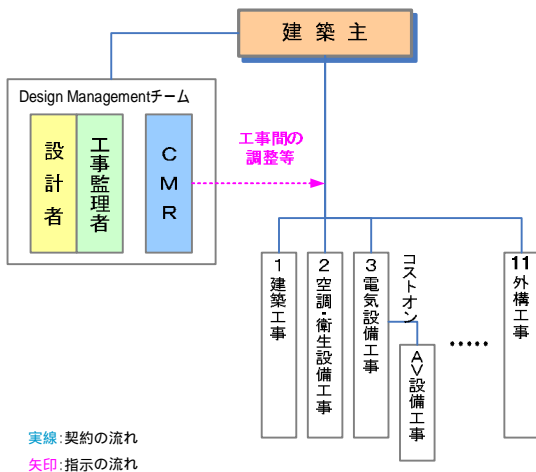 建築主
Design Managementチーム
設計者
工事監理者
CMR
工事間の
調整等
1建築工事
2空調・衛生設備工事
3電気設備工事
コストオン
AV設備工事
・・・・・
11外構工事
実線:契約の流れ
矢印:指示の流れ